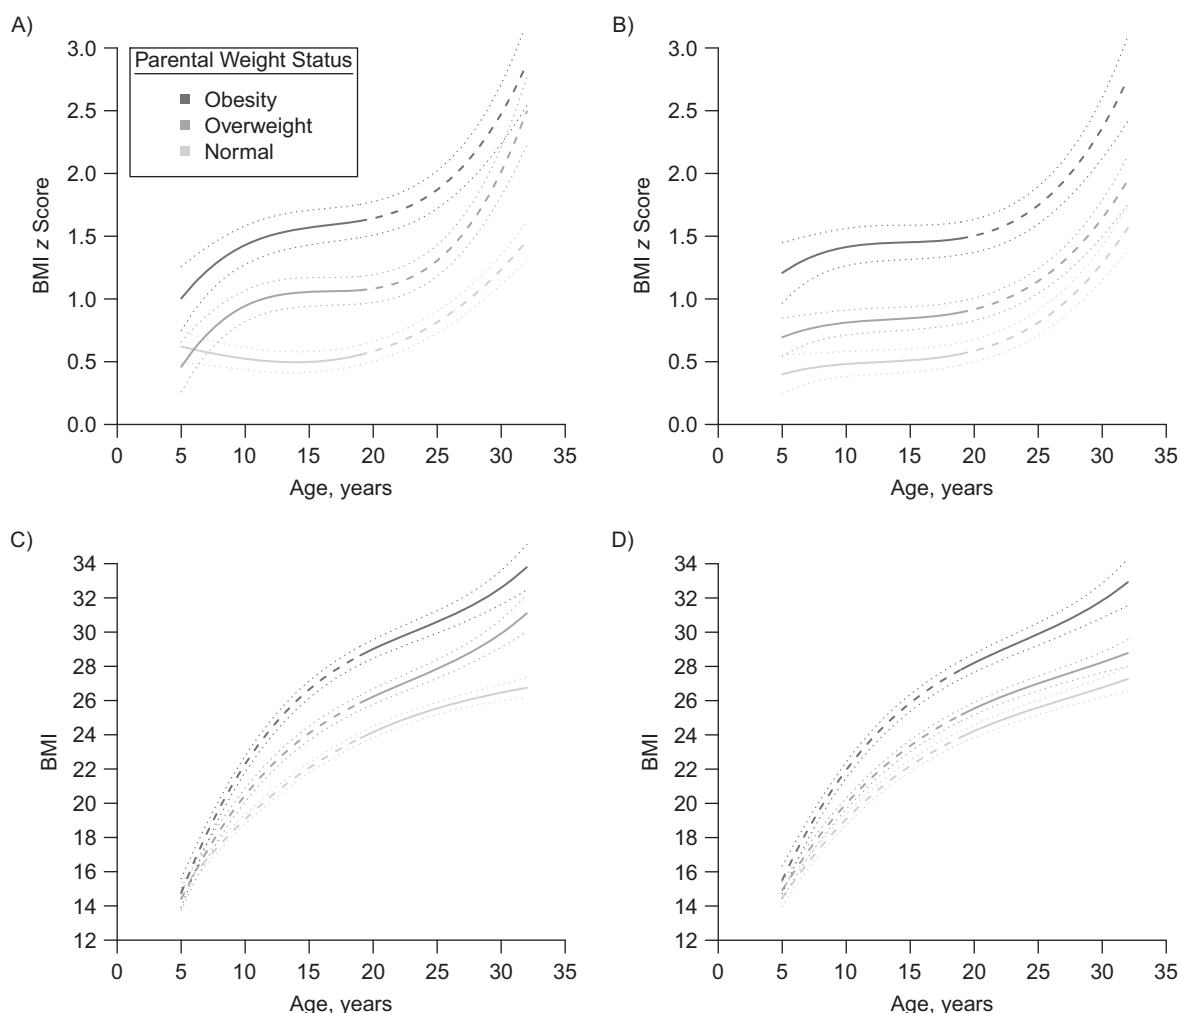 A)
3.0
2.5
2.0
1.5
1.0
0.5
0.0
BMI z Score
Parental Weight Status
Obesity
Overweight
Normal
0 5 10 15 20 25 30 35
Age, years
B)
3.0
2.5
2.0
1.5
1.0
0.5
0.0
BMI z Score
0 5 10 15 20 25 30 35
Age, years
C)
34
32
30
28
26
24
22
20
18
16
14
12
BMI
0 5 10 15 20 25 30 35
Age, years
D)
34
32
30
28
26
24
22
20
18
16
14
12
BMI
0 5 10 15 20 25 30 35
Age, years